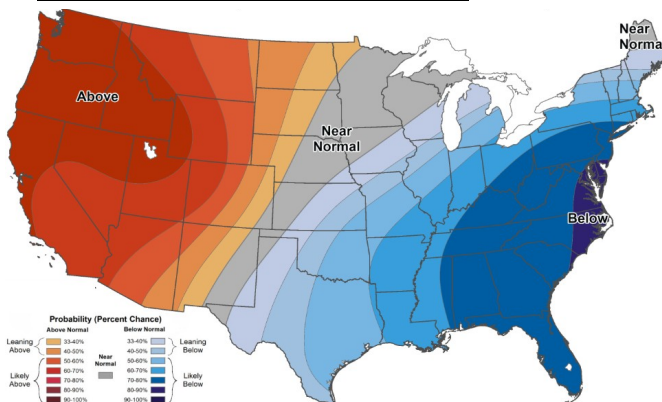 Near
Normal
Above
Near
Normal
Below
Probability (Percent Chance)
Above Normal Below Normal
Leaning Above
33-40% 33-40%
40-50% 40-50%
Leaning Below
Likely Above
50-60% 50-60%
60-70% 60-70%
70-80% 70-80%
80-90% 80-90%
90-100% 90-100%
Near Normal
Likely Below